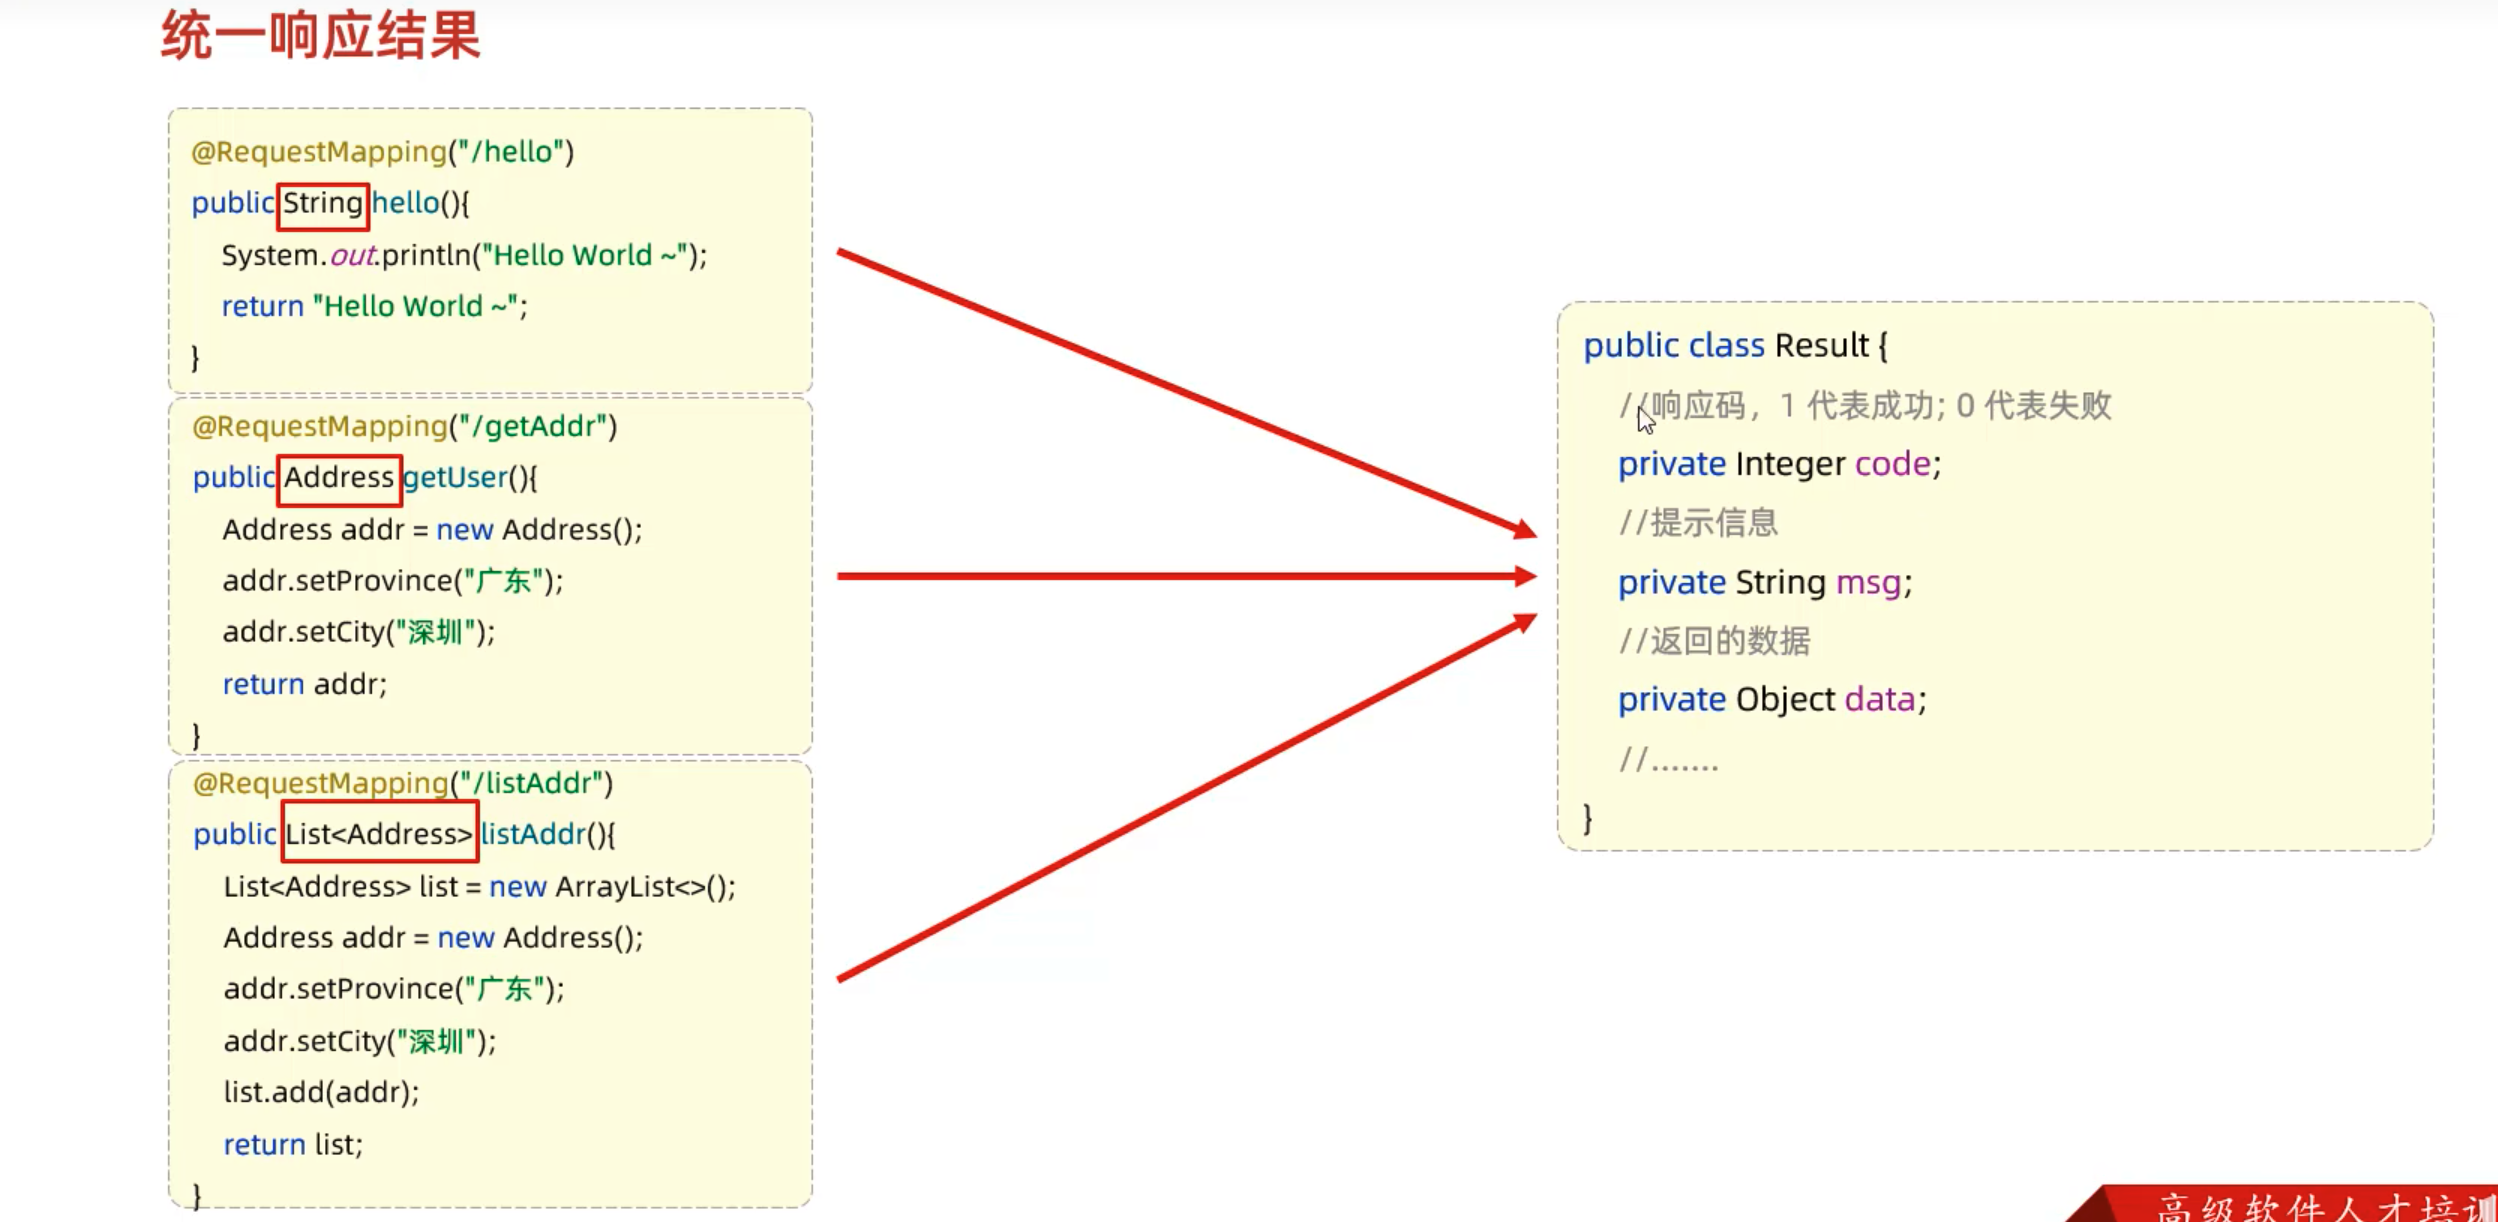 统一响应结果
@RequestMapping("/hello")
public String hello(){
System.out.println("Hello World ~");
return "Hello World ~";
}
@RequestMapping("/getAddr")
public Address getUser(){
Address addr = new Address();
addr.setProvince("广东");
addr.setCity("深圳");
return addr;
}
@RequestMapping("/listAddr")
public List<Address> listAddr(){
List<Address> list = new ArrayList<>();
Address addr = new Address();
addr.setProvince("广东");
addr.setCity("深圳");
list.add(addr);
return list;
}
public class Result {
//响应码，1 代表成功; 0 代表失败
private Integer code;
//提示信息
private String msg;
//返回的数据
private Object data;
//.......
}
高级软件人才培训